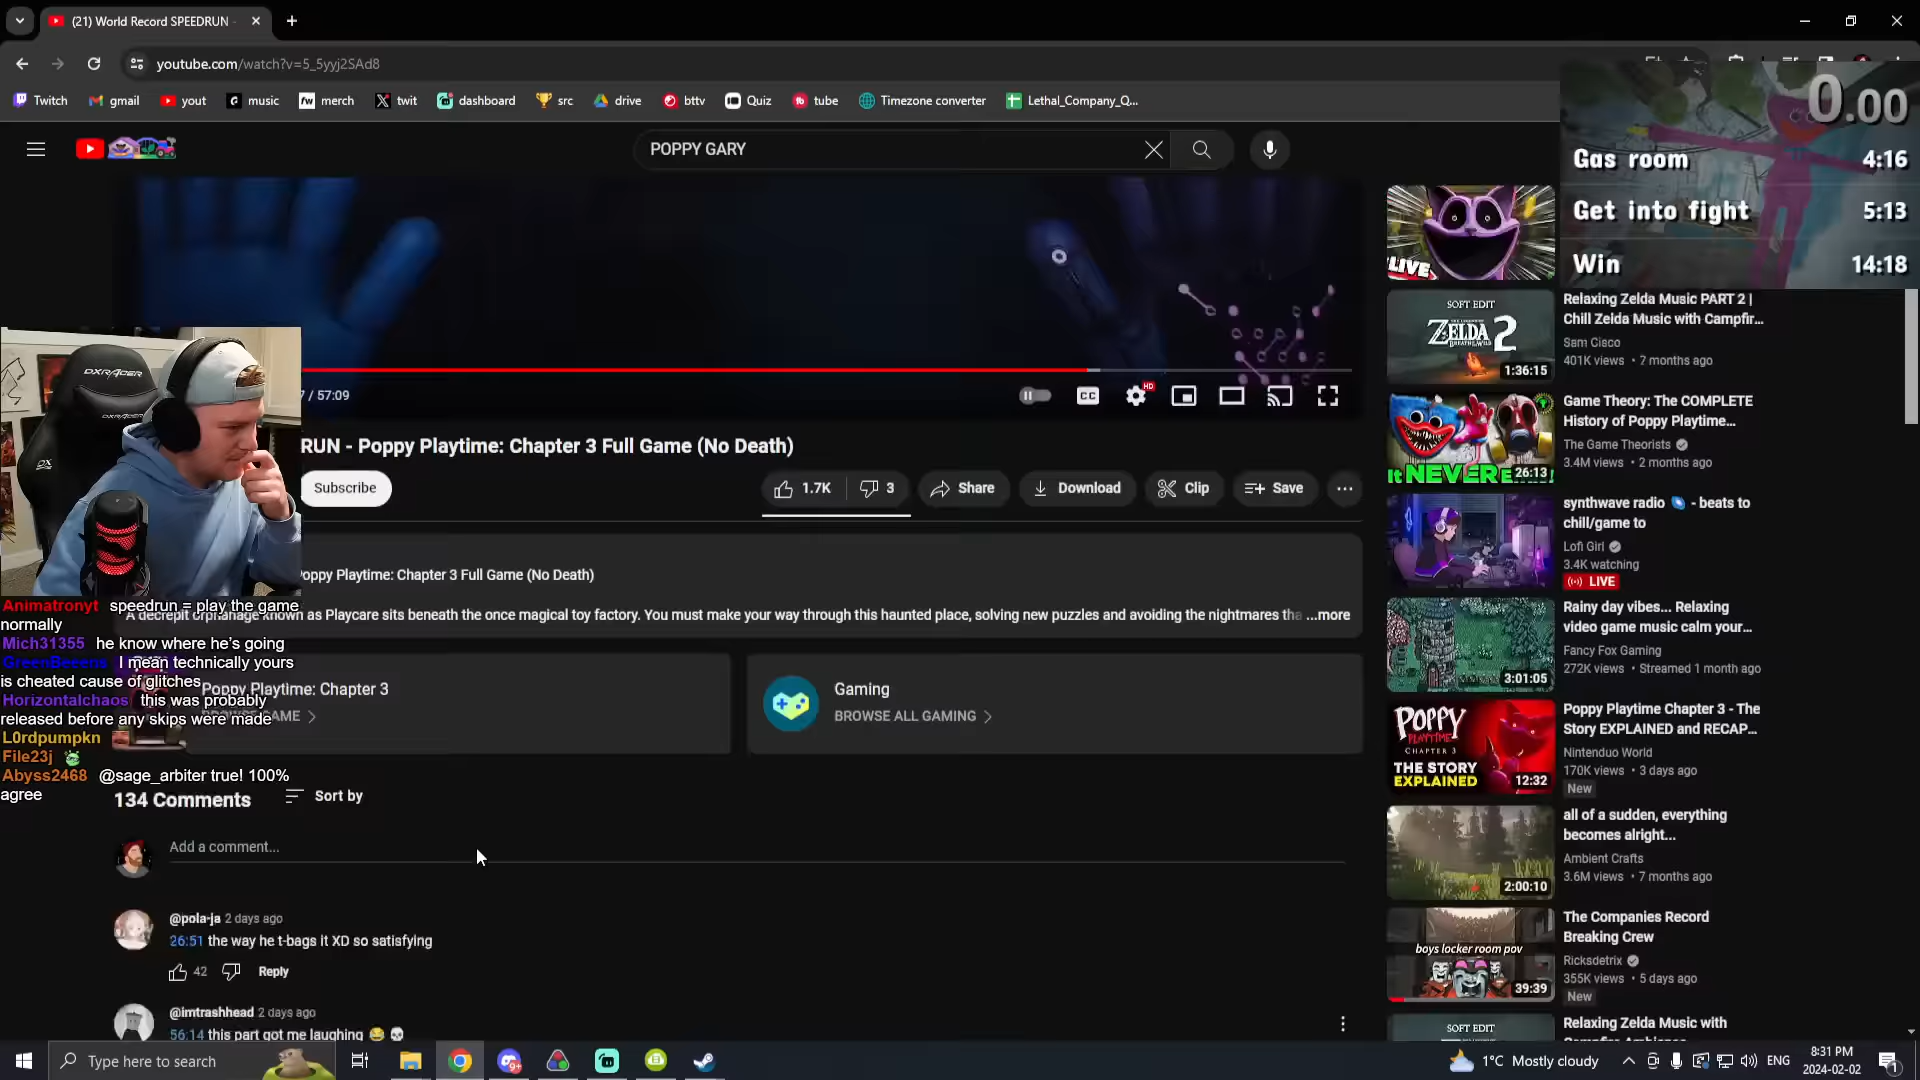 (21) World Record SPEEDRUN -
youtube.com/watch?v=5_5yyj2SAd8
Twitch
gmail
yout
music
merch
twit
dashboard
src
drive
bttv
Quiz
tube
Timezone converter
Lethal_Company_Q...
0.00
Gas room 4:16
Get into fight 5:13
Win 14:18
POPPY GARY
LIVE
SOFT EDIT
ZELDA 2
1:36:15
Relaxing Zelda Music PART 2 |
Chill Zelda Music with Campfir...
Sam Cisco
401K views • 7 months ago
/ 57:09
CC
HD
RUN - Poppy Playtime: Chapter 3 Full Game (No Death)
Subscribe
1.7K
3
Share
Download
Clip
Save
It NEVER
26:13
Game Theory: The COMPLETE
History of Poppy Playtime...
The Game Theorists
3.4M views • 2 months ago
synthwave radio - beats to
chill/game to
Lofi Girl
3.4K watching
LIVE
DXRACER
DXRACER
DX
oppy Playtime: Chapter 3 Full Game (No Death)
A decrepit orphanage known as Playcare sits beneath the once magical toy factory. You must make your way through this haunted place, solving new puzzles and avoiding the nightmares tha ...more
Animatronyt speedrun = play the game
normally
Mich31355 he know where he's going
GreenBeeens I mean technically yours
is cheated cause of glitches
Horizontalchaos this was probably
released before any skips were made
L0rdpumpkn
File23j
Abyss2468 @sage_arbiter true! 100%
agree
Poppy Playtime: Chapter 3
GAME
Gaming
BROWSE ALL GAMING
3:01:05
Rainy day vibes... Relaxing
video game music calm your...
Fancy Fox Gaming
272K views • Streamed 1 month ago
POPPY
PLAYTIME
CHAPTER 3
THE STORY
EXPLAINED
12:32
Poppy Playtime Chapter 3 - The
Story EXPLAINED and RECAP...
Nintenduo World
170K views • 3 days ago
New
134 Comments
Sort by
Add a comment...
@pola-ja 2 days ago
26:51 the way he t-bags it XD so satisfying
42
Reply
@imtrashhead 2 days ago
56:14 this part got me laughing
2:00:10
all of a sudden, everything
becomes alright...
Ambient Crafts
3.6M views • 7 months ago
boys locker room pov
39:39
The Companies Record
Breaking Crew
Ricksdetrix
355K views • 5 days ago
New
SOFT EDIT
Relaxing Zelda Music with
Type here to search
9+
1°C Mostly cloudy
ENG
8:31 PM
2024-02-02
1